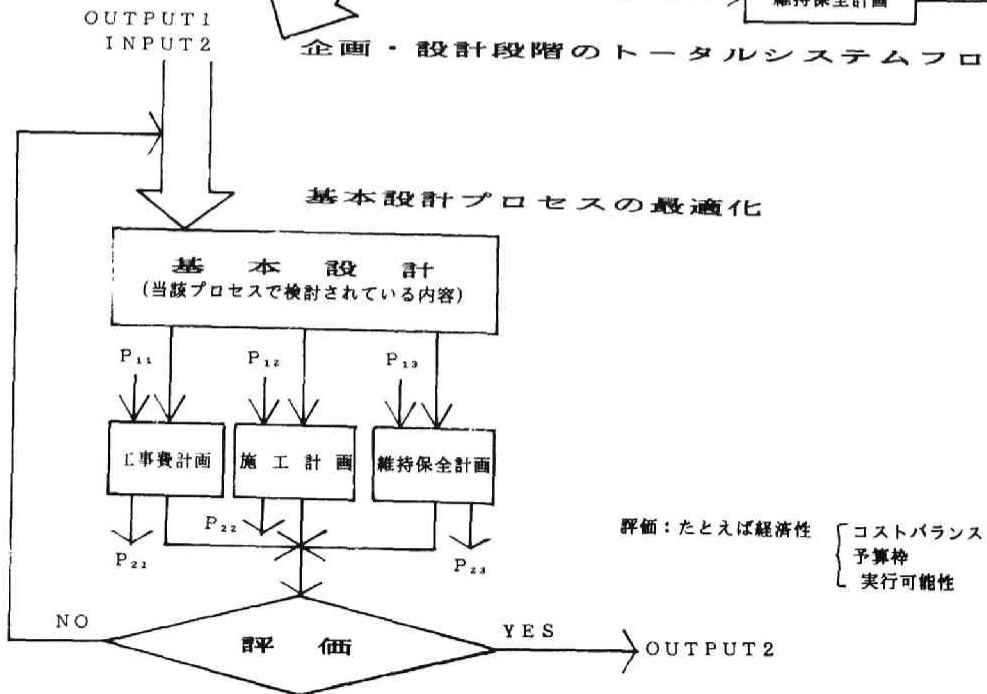 維持保全計画
OUTPUT1
INPUT2
企画・設計段階のトータルシステムフロ
基本設計プロセスの最適化
基本設計
(当該プロセスで検討されている内容)
P₁₁ P₁₂ P₁₃
工事費計画 施工計画 維持保全計画
P₂₁ P₂₂ P₂₃
評価：たとえば経済性
コストバランス
予算枠
実行可能性
NO
評価
YES
OUTPUT2